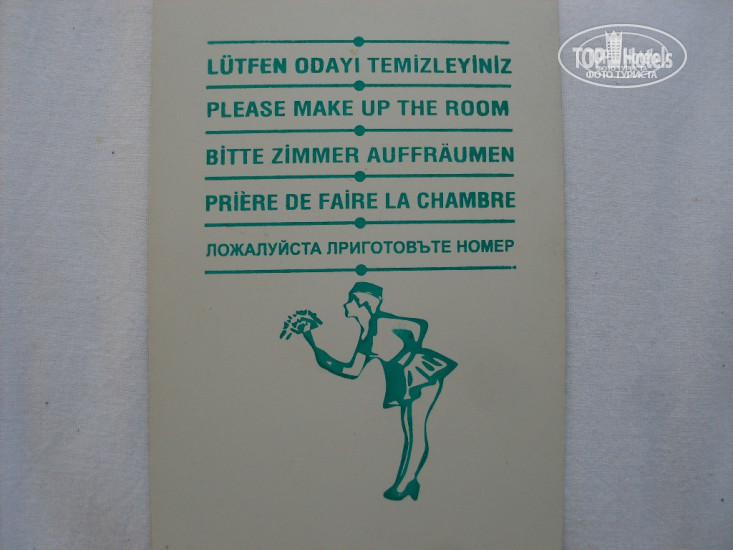 LÜTFEN ODAYI TEMİZLEYİNİZ
PLEASE MAKE UP THE ROOM
BİTTE ZİMMER AUFFRÄUMEN
PRİÈRE DE FAİRE LA CHAMBRE
ЛОЖАЛУЙСТА ЛРИГОТОВЪТЕ НОМЕР
TOP Hotels
ФОТО ТУРИСТА